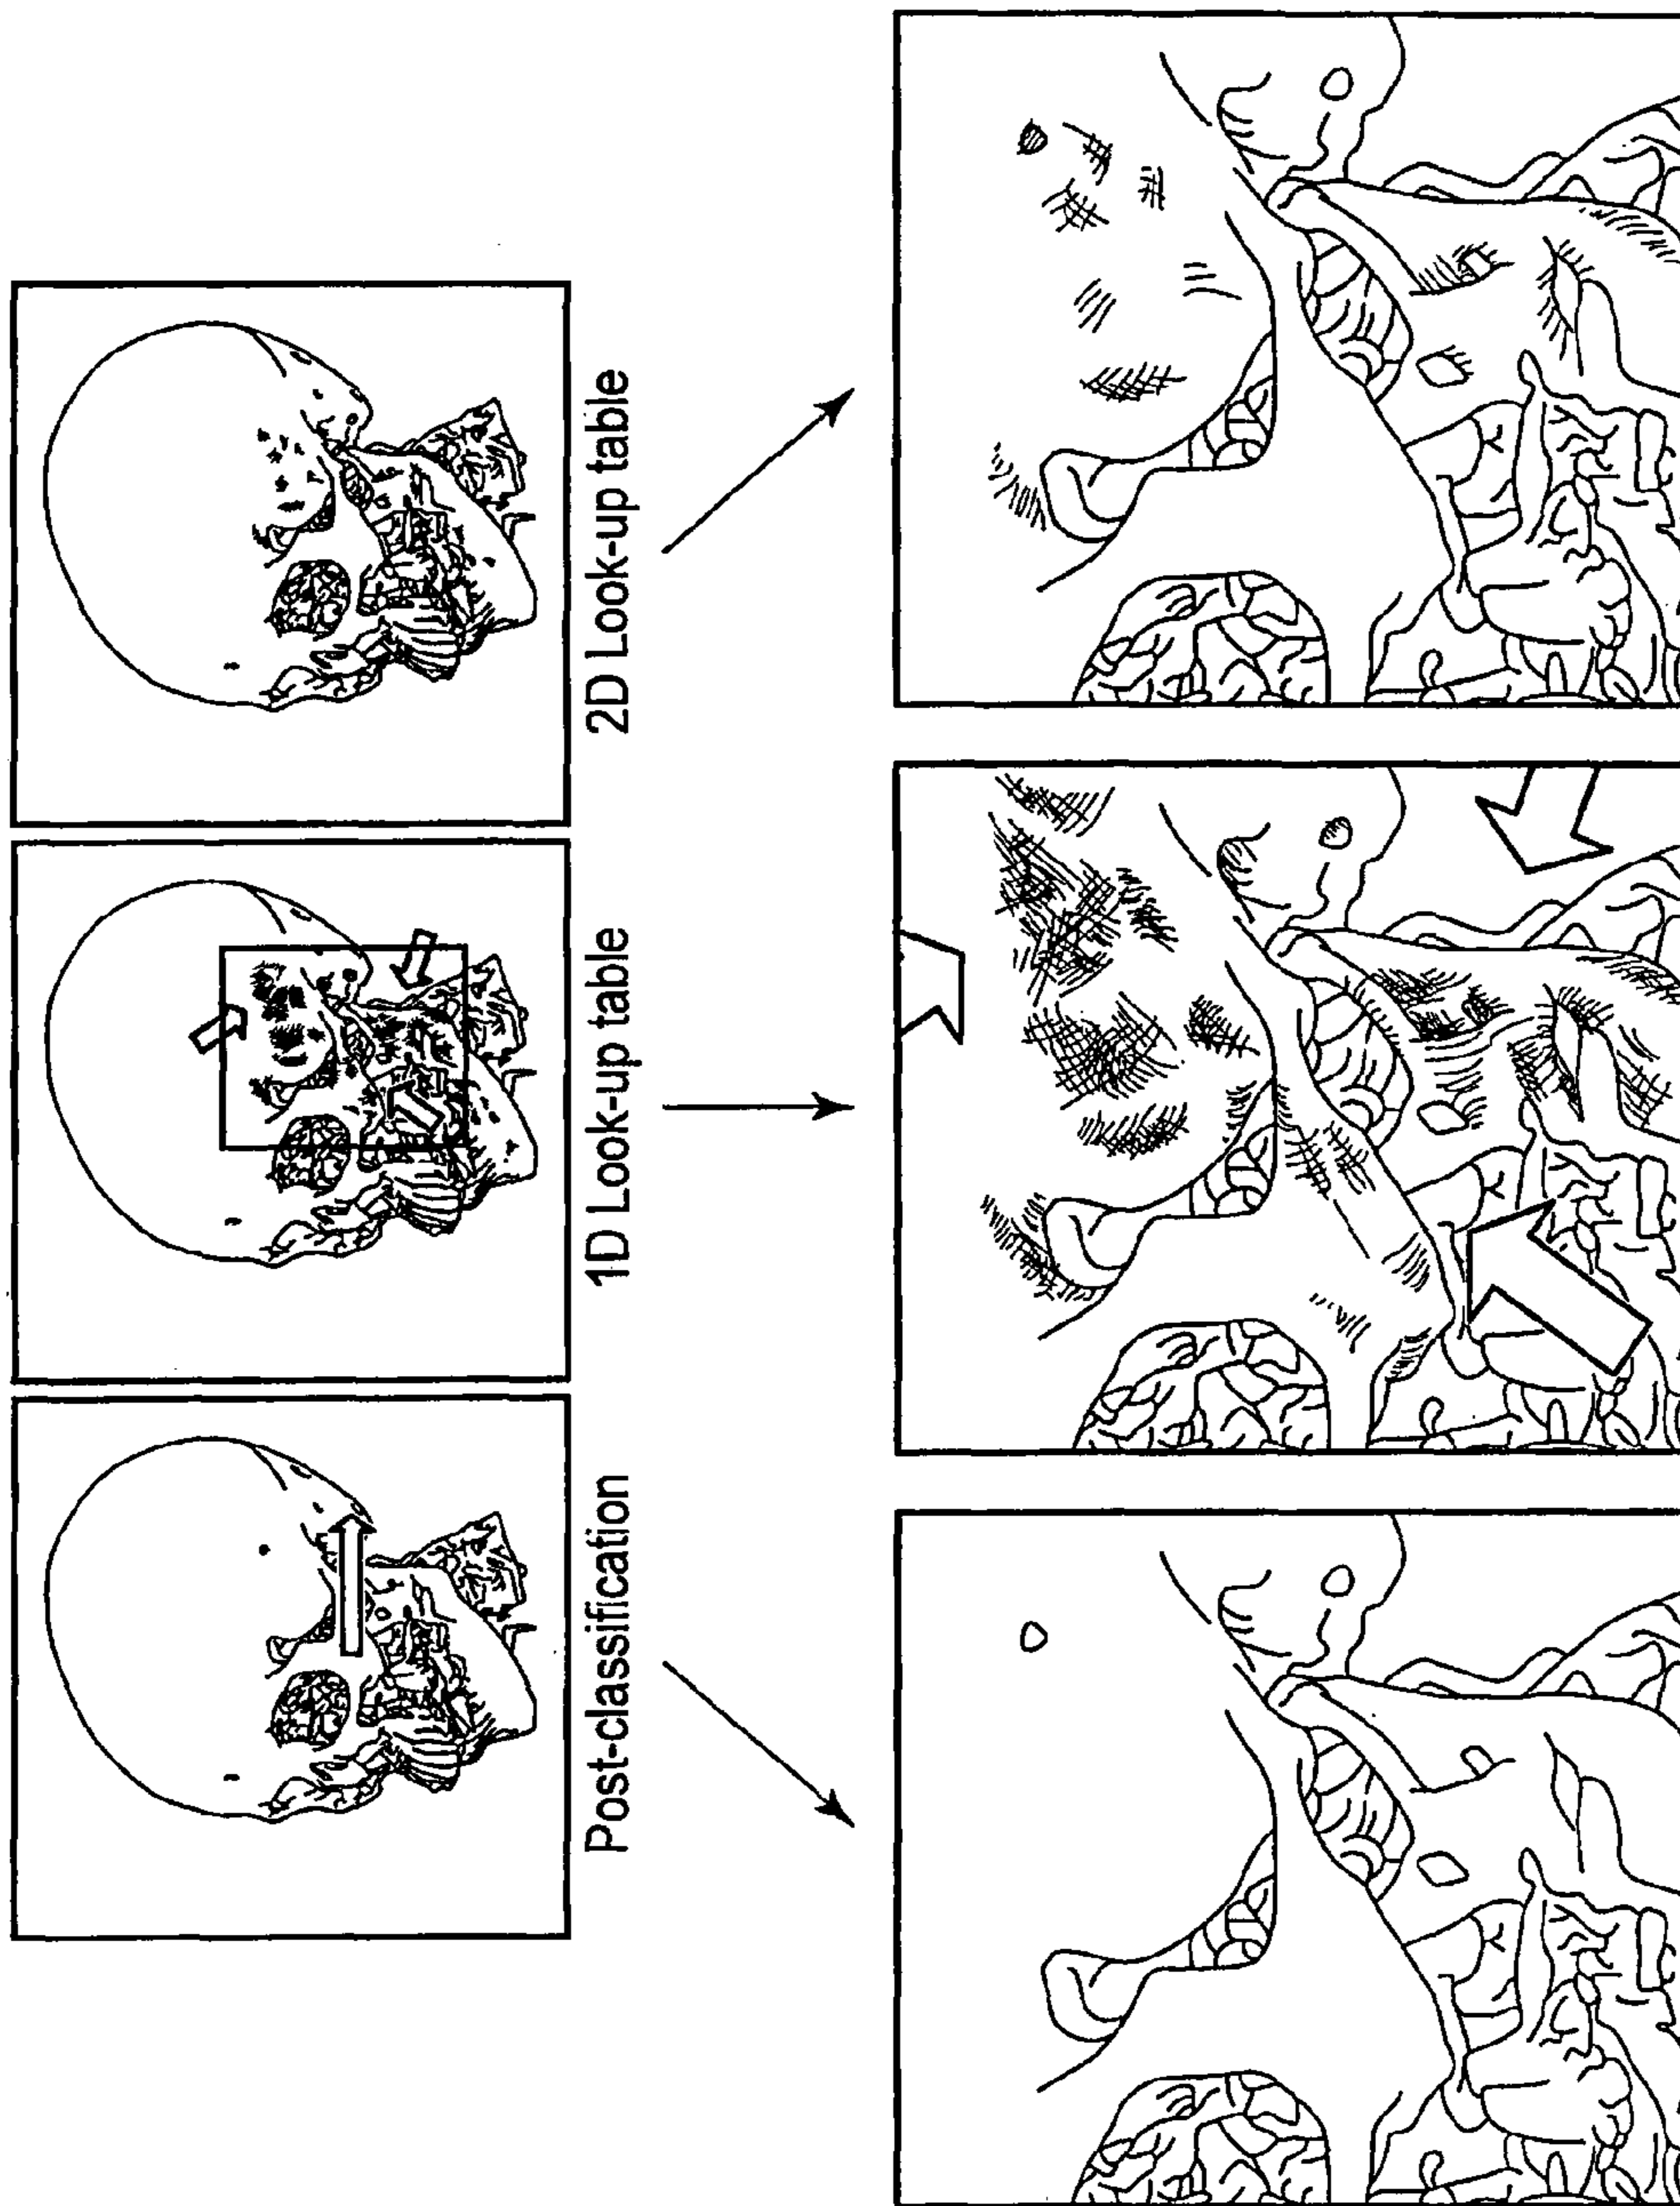 Post-classification
1D Look-up table
2D Look-up table